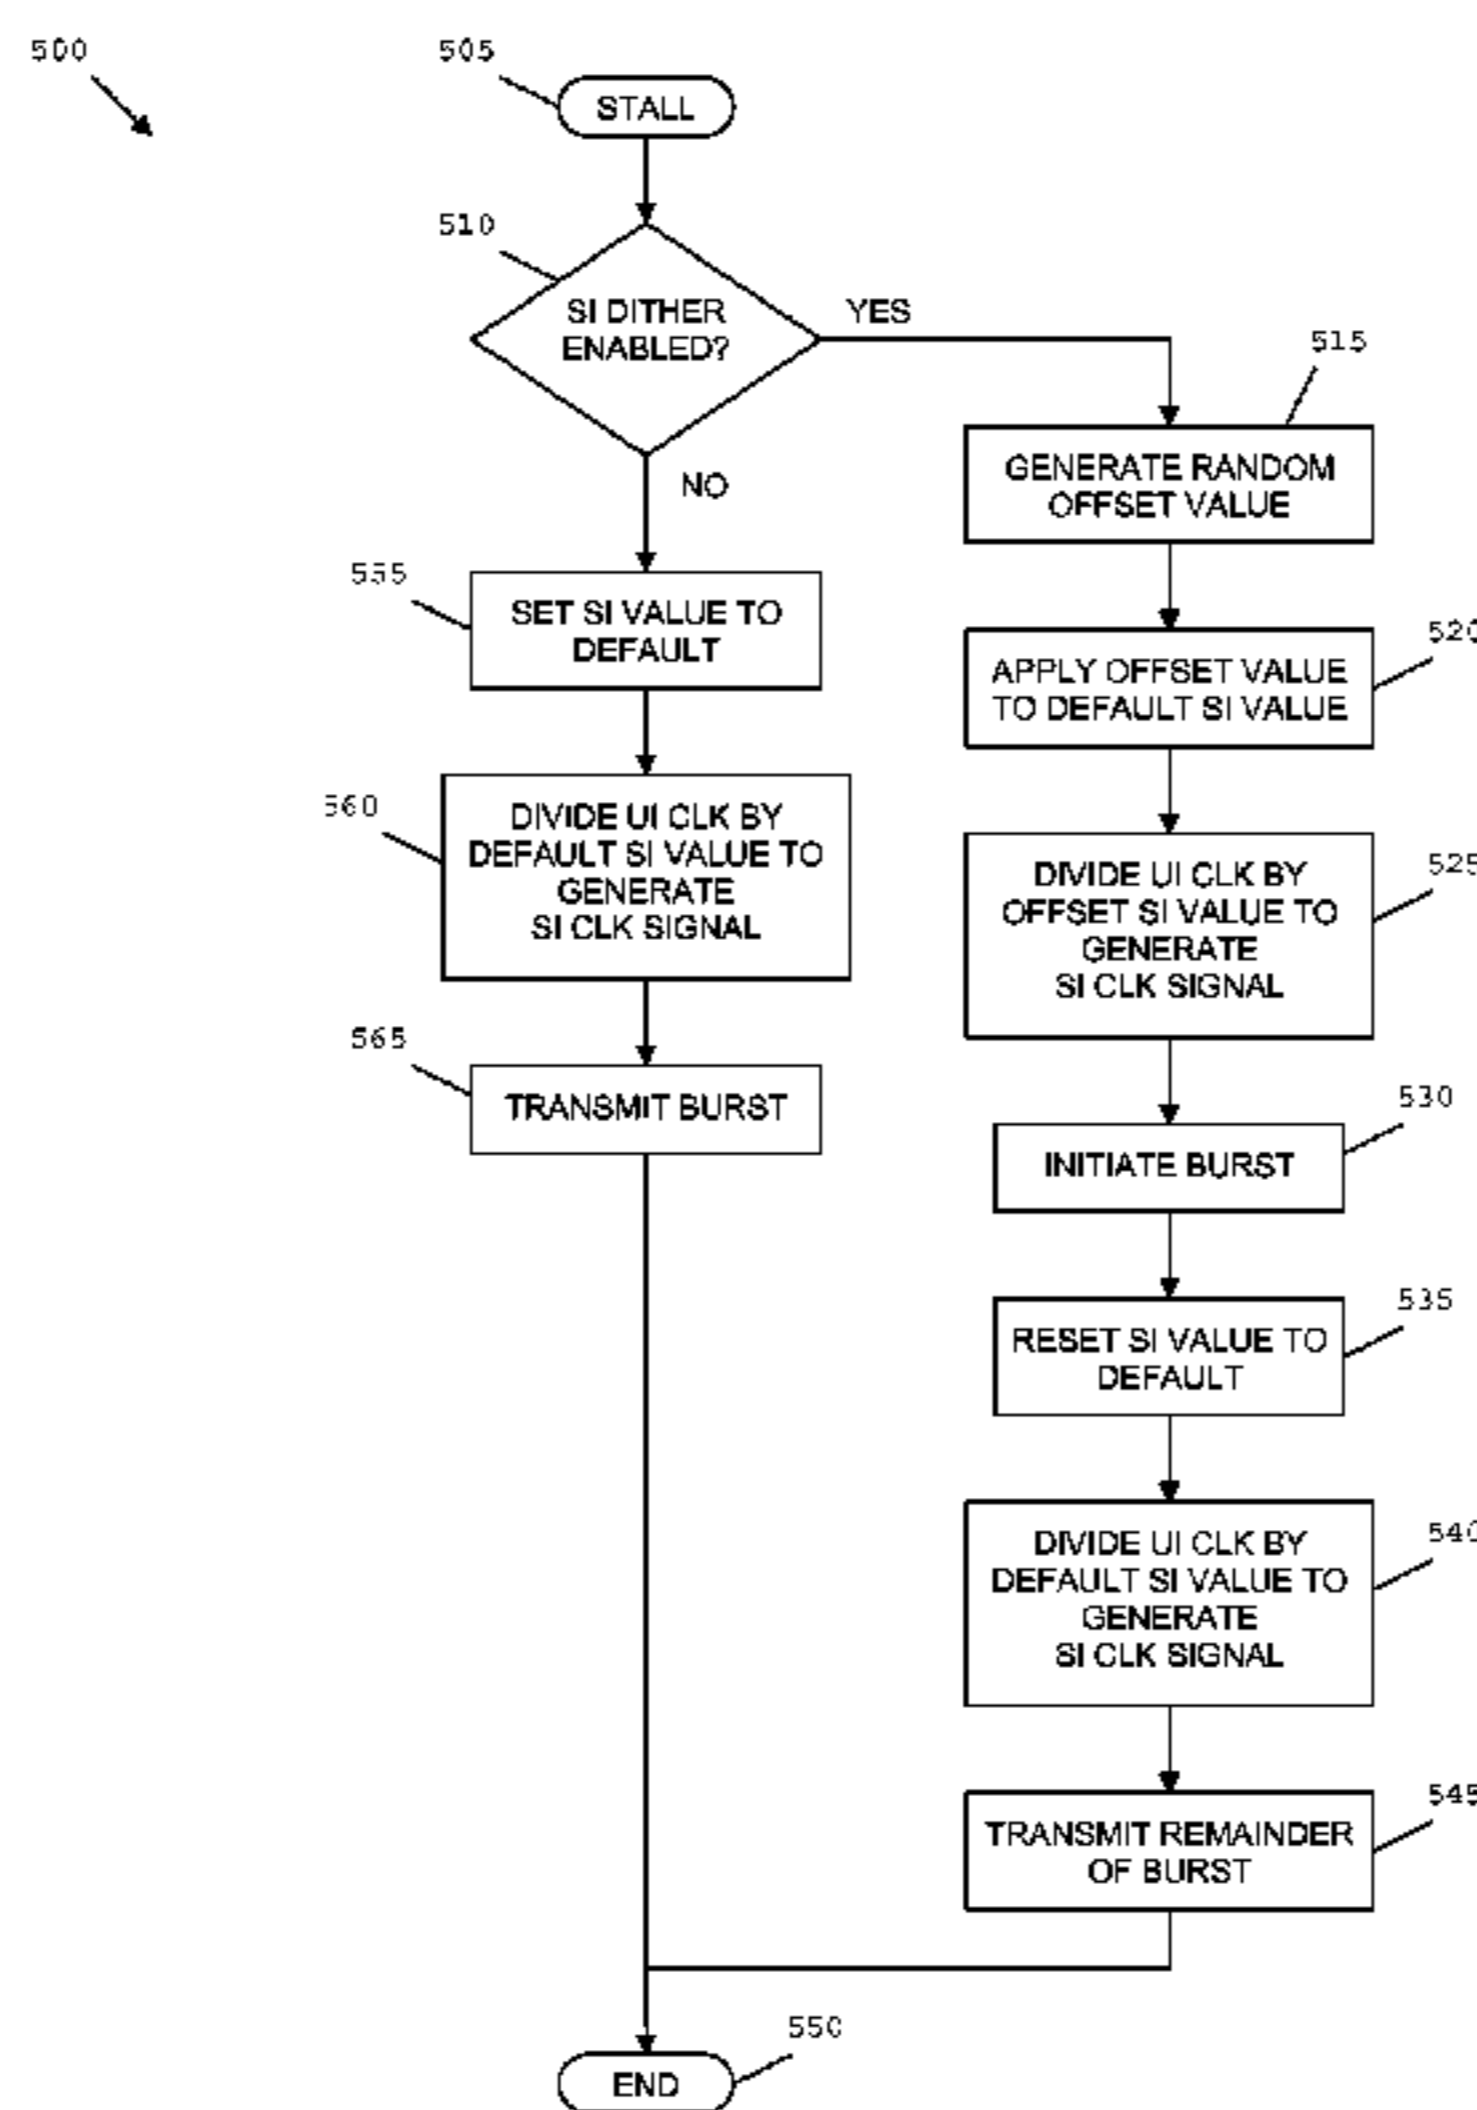 500
505
STALL
510
SI DITHER
ENABLED?
YES
NO
515
GENERATE RANDOM
OFFSET VALUE
520
APPLY OFFSET VALUE
TO DEFAULT SI VALUE
525
DIVIDE UI CLK BY
OFFSET SI VALUE TO
GENERATE
SI CLK SIGNAL
530
INITIATE BURST
535
RESET SI VALUE TO
DEFAULT
540
DIVIDE UI CLK BY
DEFAULT SI VALUE TO
GENERATE
SI CLK SIGNAL
545
TRANSMIT REMAINDER
OF BURST
555
SET SI VALUE TO
DEFAULT
560
DIVIDE UI CLK BY
DEFAULT SI VALUE TO
GENERATE
SI CLK SIGNAL
565
TRANSMIT BURST
550
END